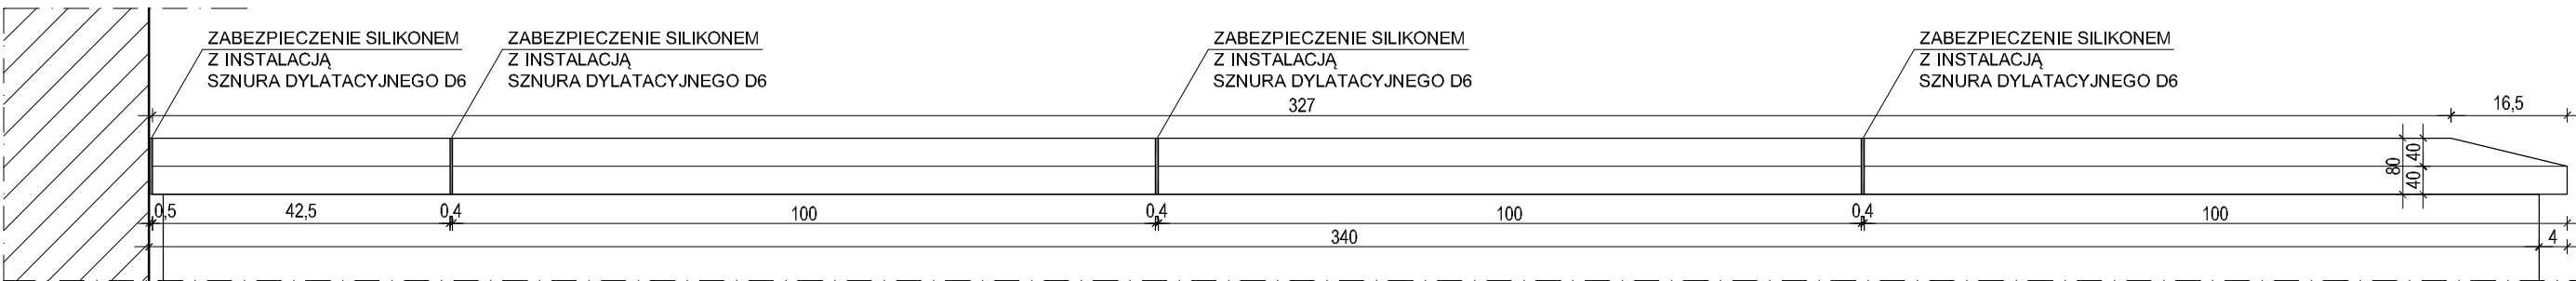 ZABEZPIECZENIE SILIKONEM
Z INSTALACJĄ
SZNURA DYLATACYJNEGO D6
ZABEZPIECZENIE SILIKONEM
Z INSTALACJĄ
SZNURA DYLATACYJNEGO D6
ZABEZPIECZENIE SILIKONEM
Z INSTALACJĄ
SZNURA DYLATACYJNEGO D6
ZABEZPIECZENIE SILIKONEM
Z INSTALACJĄ
SZNURA DYLATACYJNEGO D6
327
16,5
80
40
40
0,5
42,5
0,4
100
0,4
100
0,4
100
340
4